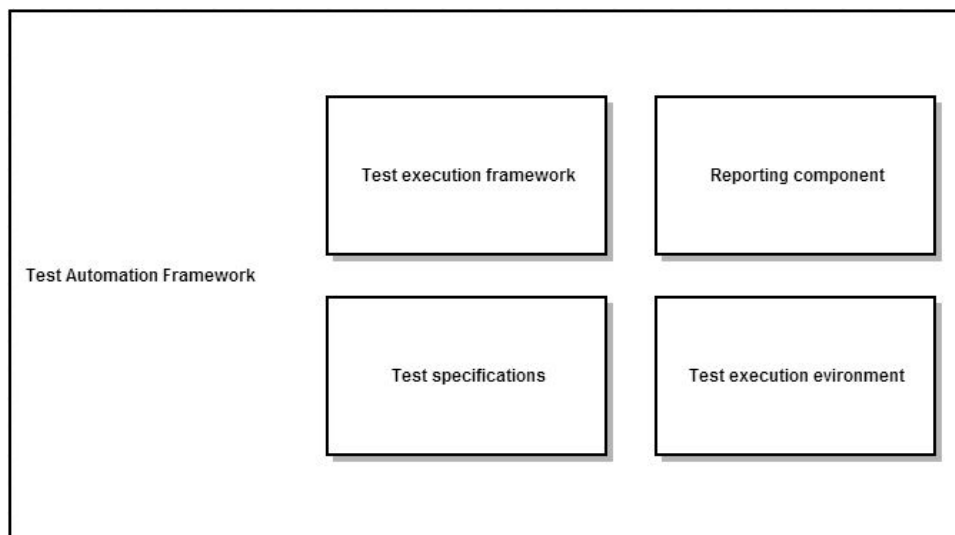 Test execution framework
Reporting component
Test Automation Framework
Test specifications
Test execution evironment